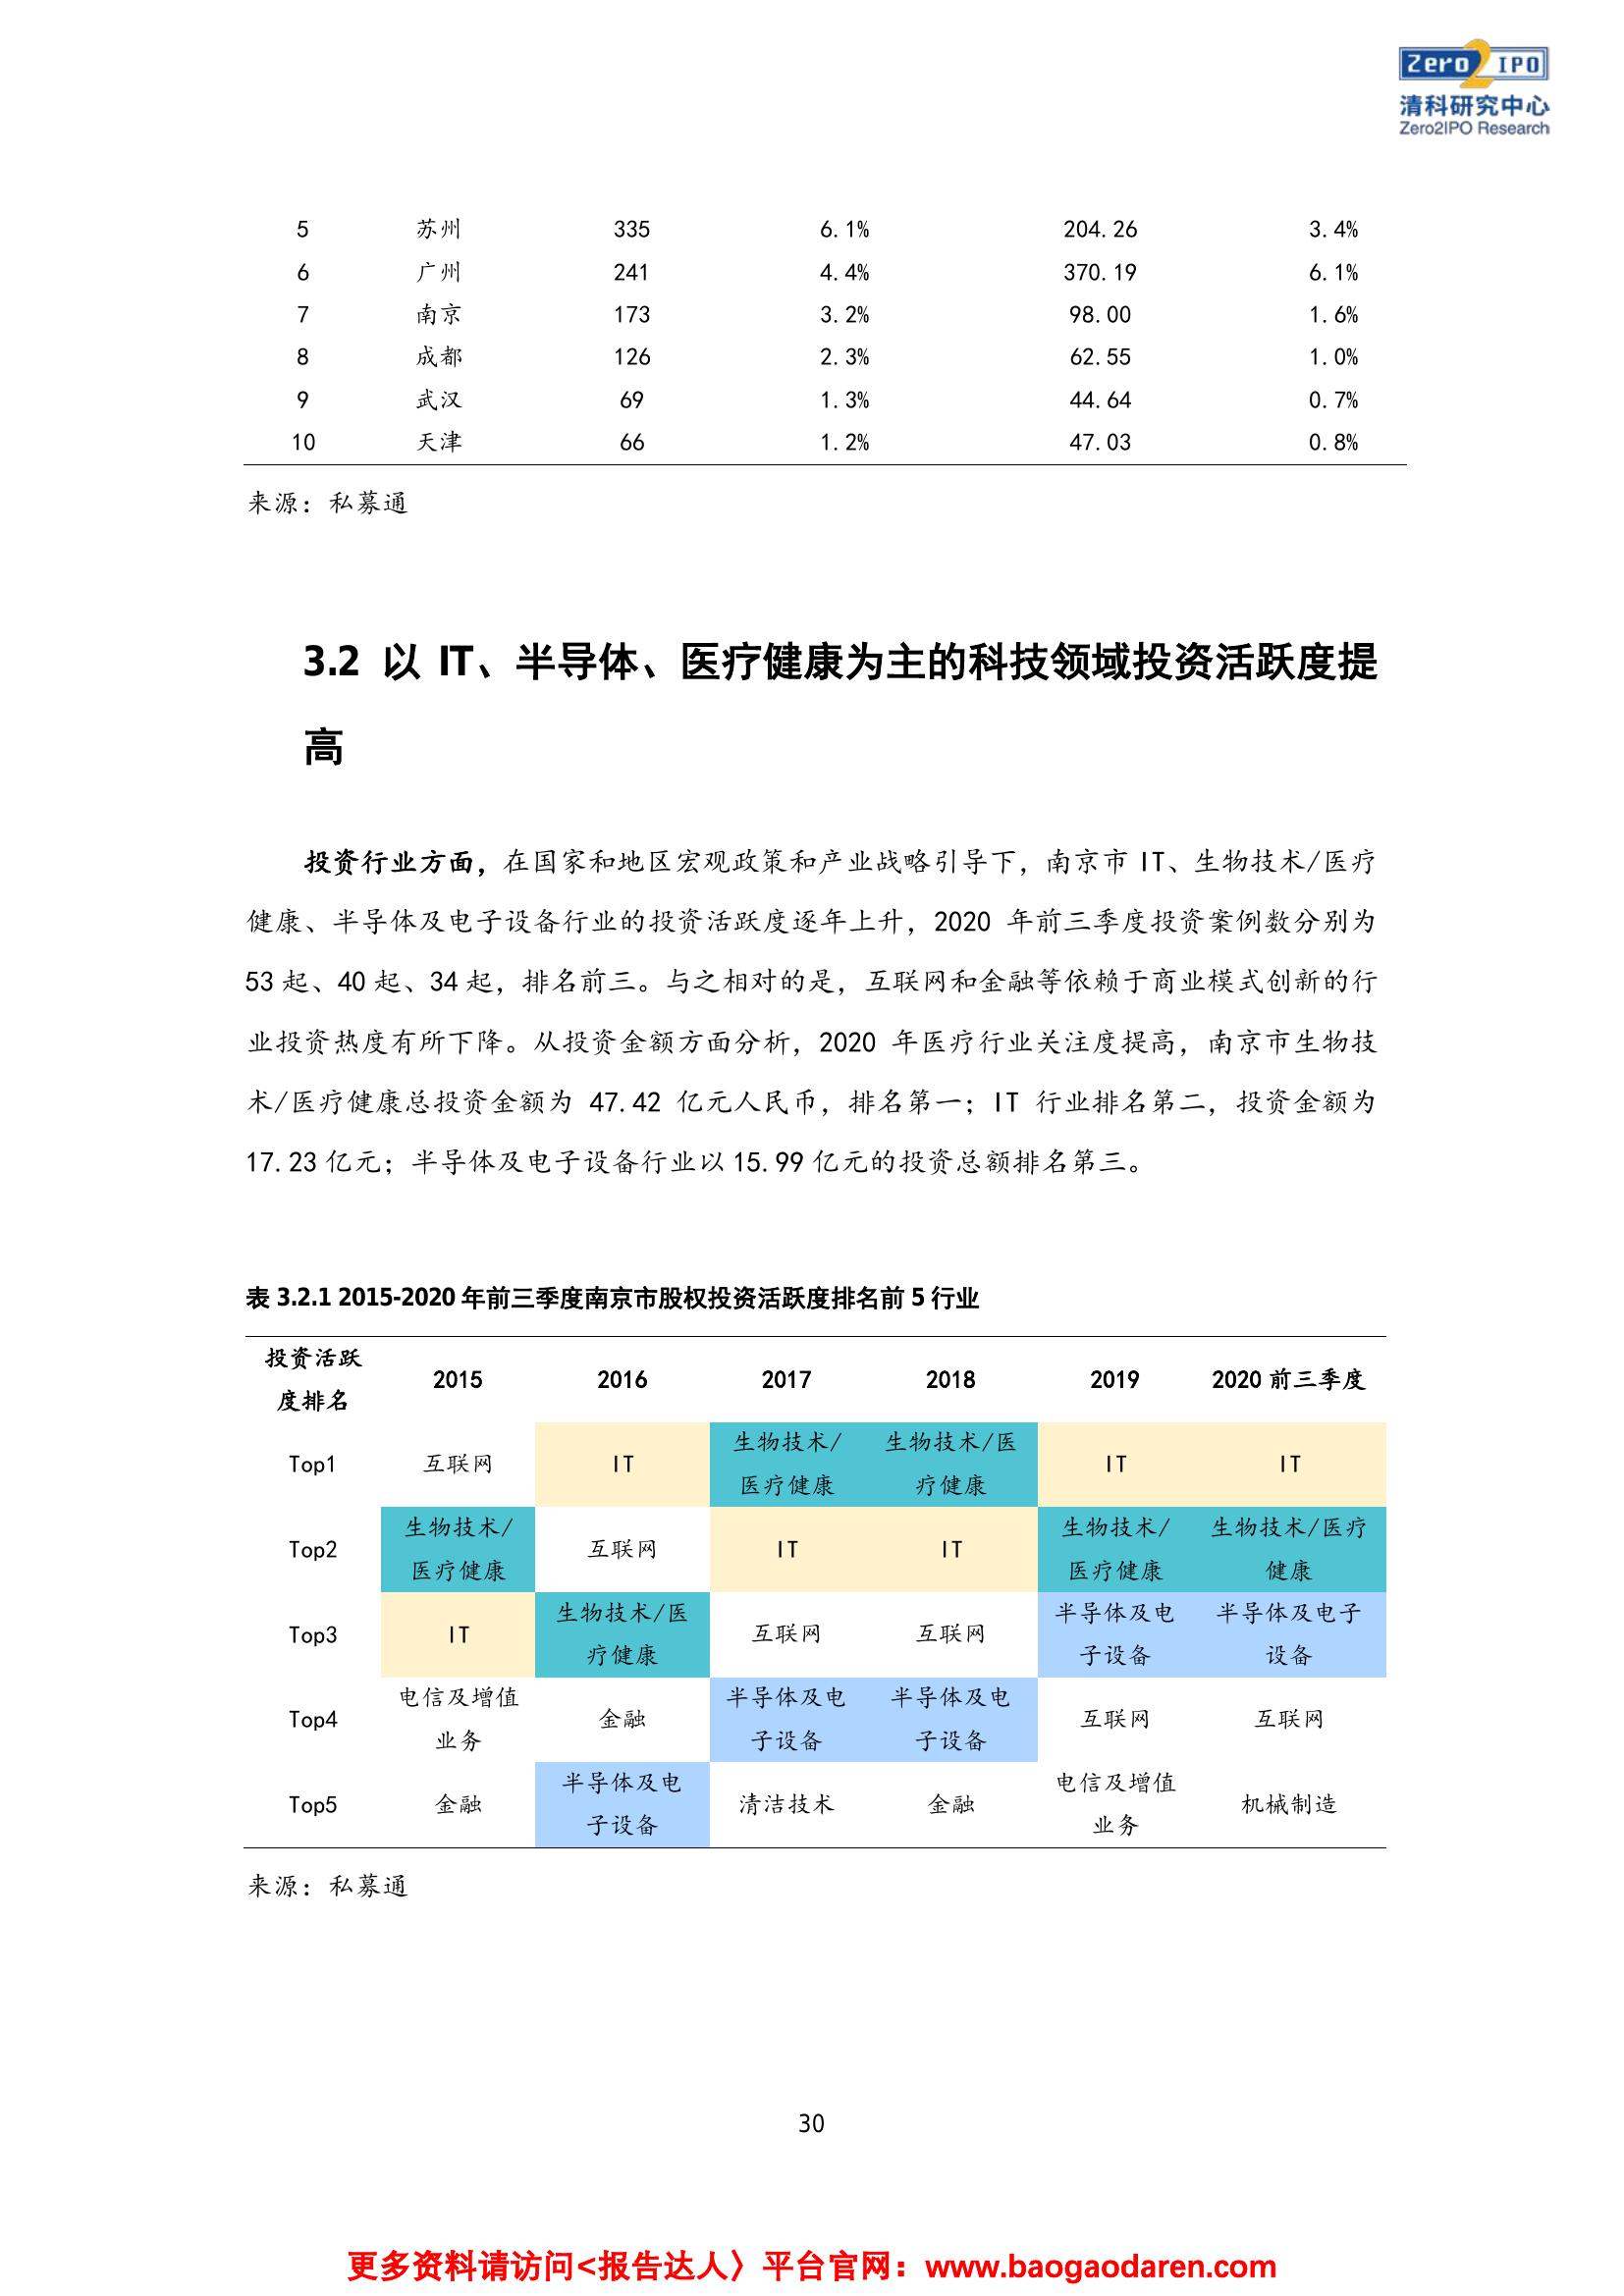 Zero2IPO
清科研究中心
Zero2IPO Research
5 苏州 335 6.1% 204.26 3.4%
6 广州 241 4.4% 370.19 6.1%
7 南京 173 3.2% 98.00 1.6%
8 成都 126 2.3% 62.55 1.0%
9 武汉 69 1.3% 44.64 0.7%
10 天津 66 1.2% 47.03 0.8%
来源：私募通
3.2 以 IT、半导体、医疗健康为主的科技领域投资活跃度提
高
投资行业方面，在国家和地区宏观政策和产业战略引导下，南京市 IT、生物技术/医疗
健康、半导体及电子设备行业的投资活跃度逐年上升，2020 年前三季度投资案例数分别为
53 起、40 起、34 起，排名前三。与之相对的是，互联网和金融等依赖于商业模式创新的行
业投资热度有所下降。从投资金额方面分析，2020 年医疗行业关注度提高，南京市生物技
术/医疗健康总投资金额为 47.42 亿元人民币，排名第一；IT 行业排名第二，投资金额为
17.23 亿元；半导体及电子设备行业以 15.99 亿元的投资总额排名第三。
表 3.2.1 2015-2020 年前三季度南京市股权投资活跃度排名前 5 行业
投资活跃
度排名 2015 2016 2017 2018 2019 2020 前三季度
生物技术/ 生物技术/医
Top1 互联网 IT IT IT
医疗健康 疗健康
生物技术/ 生物技术/ 生物技术/医疗
Top2 互联网 IT IT
医疗健康 医疗健康 健康
生物技术/医 半导体及电 半导体及电子
Top3 IT 互联网 互联网
疗健康 子设备 设备
电信及增值 半导体及电 半导体及电
Top4 金融 互联网 互联网
业务 子设备 子设备
半导体及电 电信及增值
Top5 金融 清洁技术 金融 机械制造
子设备 业务
来源：私募通
30
更多资料请访问<报告达人〉平台官网：www.baogaodaren.com